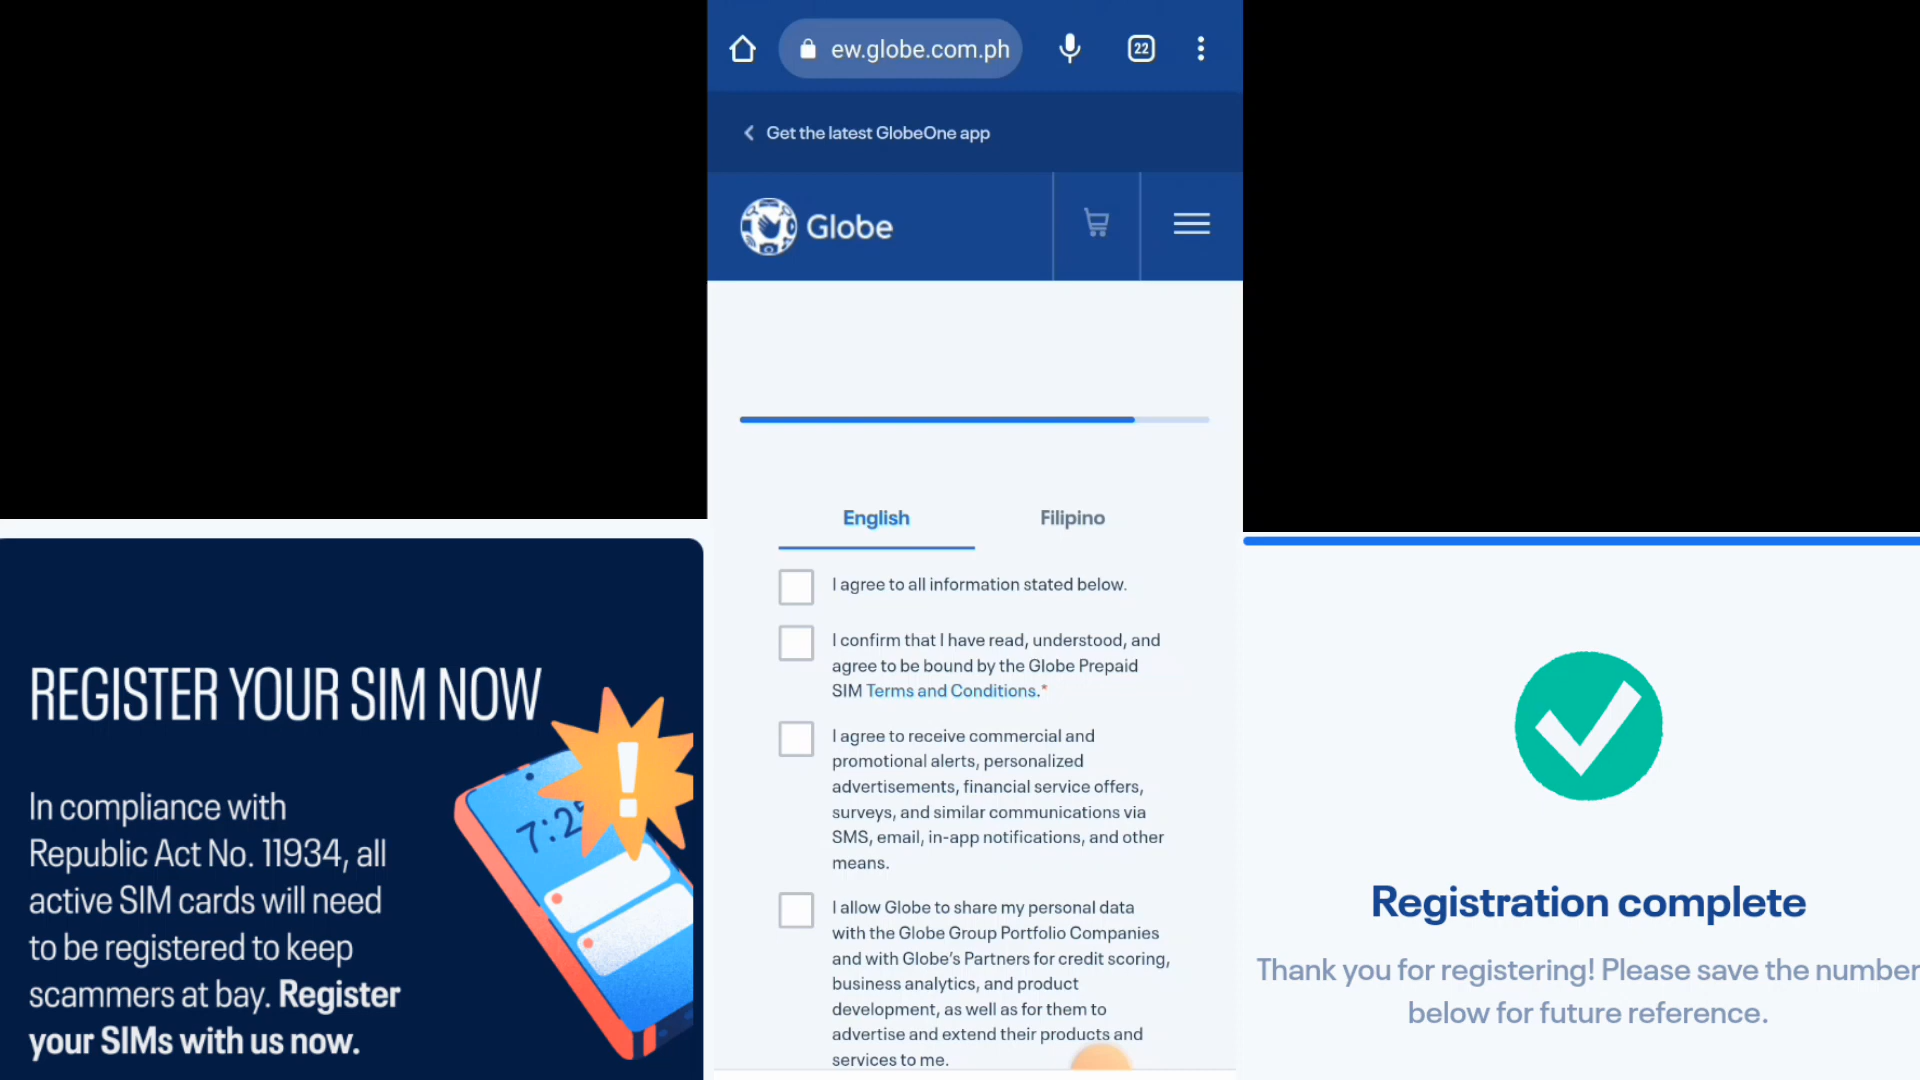 ew.globe.com.ph
22
Get the latest GlobeOne app
Globe
English
Filipino
I agree to all information stated below.
I confirm that I have read, understood, and
agree to be bound by the Globe Prepaid
SIM Terms and Conditions.*
I agree to receive commercial and
promotional alerts, personalized
advertisements, financial service offers,
surveys, and similar communications via
SMS, email, in-app notifications, and other
means.
I allow Globe to share my personal data
with the Globe Group Portfolio Companies
and with Globe's Partners for credit scoring,
business analytics, and product
development, as well as for them to
advertise and extend their products and
services to me.
REGISTER YOUR SIM NOW
In compliance with
Republic Act No. 11934, all
active SIM cards will need
to be registered to keep
scammers at bay. Register
your SIMs with us now.
!
Registration complete
Thank you for registering! Please save the number
below for future reference.